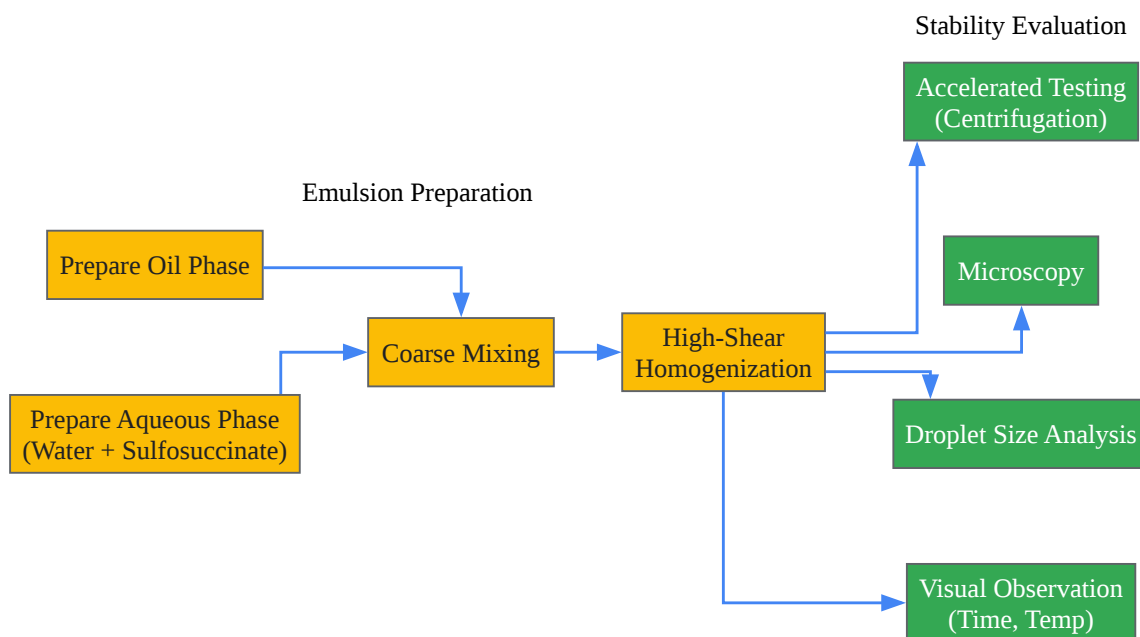 Stability Evaluation
Accelerated Testing
(Centrifugation)
Emulsion Preparation
Prepare Oil Phase
Microscopy
Coarse Mixing
High-Shear
Homogenization
Prepare Aqueous Phase
(Water + Sulfosuccinate)
Droplet Size Analysis
Visual Observation
(Time, Temp)